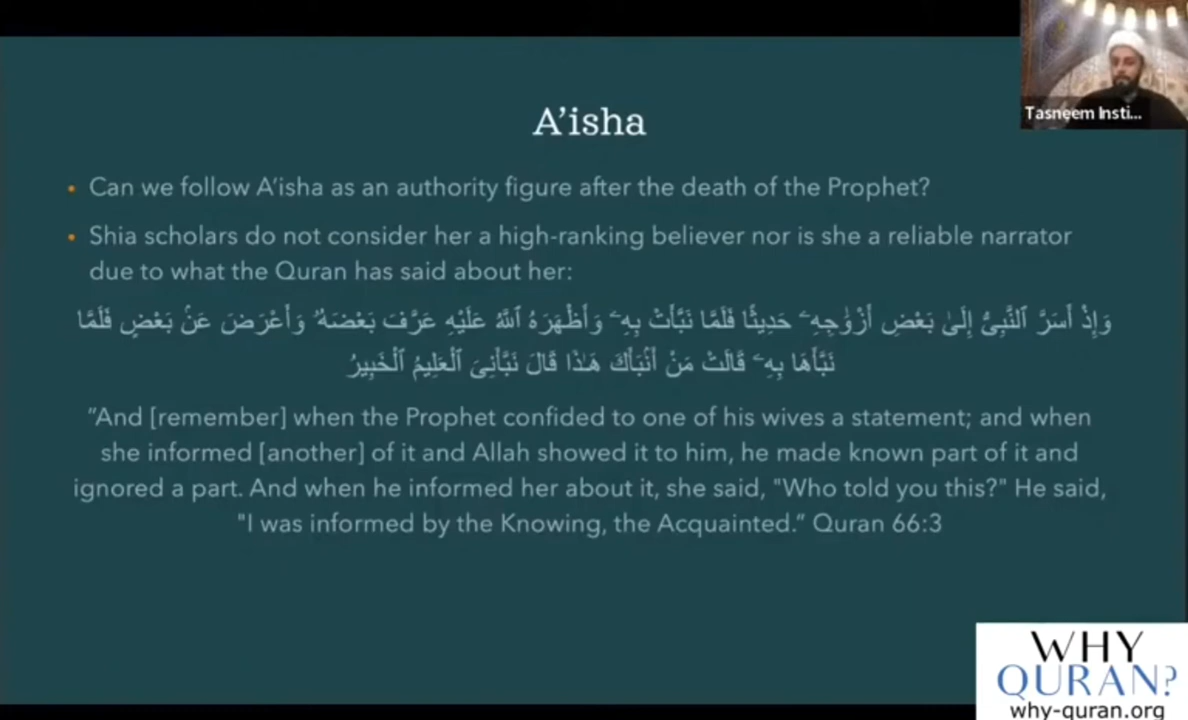 Tasneem Insti...
A'isha
• Can we follow A'isha as an authority figure after the death of the Prophet?
• Shia scholars do not consider her a high-ranking believer nor is she a reliable narrator
due to what the Quran has said about her:
وَإِذْ أَسَرَّ ٱلنَّبِىُّ إِلَىٰ بَعْضِ أَزْوَٰجِهِۦ حَدِيثًا فَلَمَّا نَبَّأَتْ بِهِۦ وَأَظْهَرَهُ ٱللَّهُ عَلَيْهِ عَرَّفَ بَعْضَهُۥ وَأَعْرَضَ عَنۢ بَعْضٍ فَلَمَّا
نَبَّأَهَا بِهِۦ قَالَتْ مَنْ أَنۢبَأَكَ هَـٰذَا قَالَ نَبَّأَنِىَ ٱلْعَلِيمُ ٱلْخَبِيرُ
"And [remember] when the Prophet confided to one of his wives a statement; and when
she informed [another] of it and Allah showed it to him, he made known part of it and
ignored a part. And when he informed her about it, she said, "Who told you this?" He said,
"I was informed by the Knowing, the Acquainted." Quran 66:3
WHY
QURAN?
why-quran.org